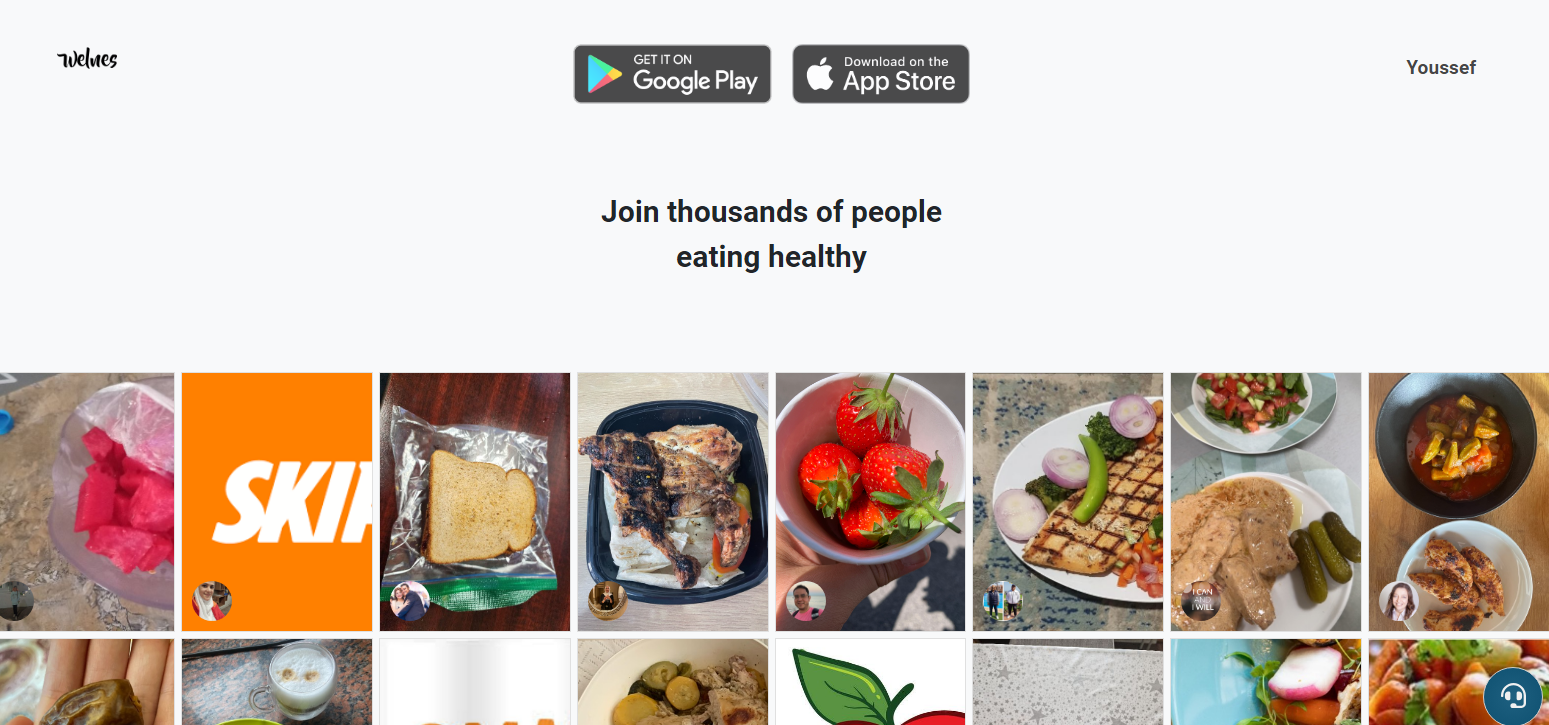 Welnes
GET IT ON
Google Play
Download on the
App Store
Youssef
Join thousands of people
eating healthy
I CAN
AND
I WILL